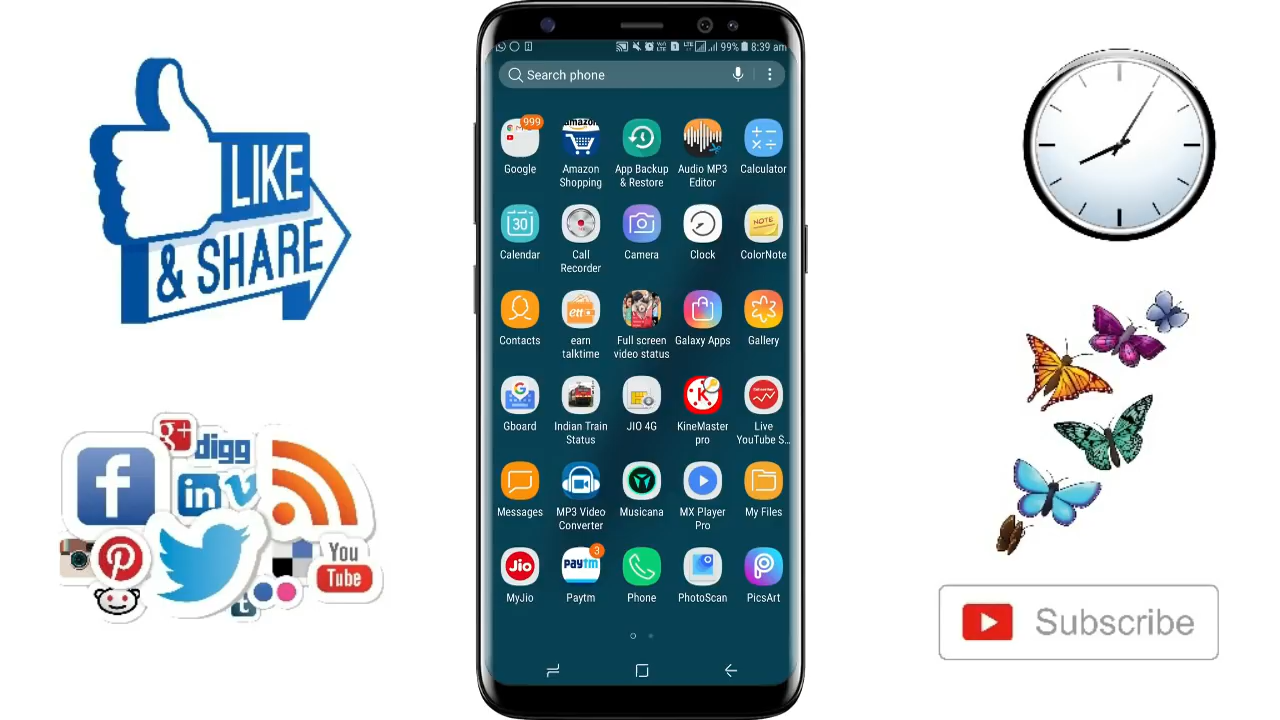 LIKE
& SHARE
digg
in
You
Tube
99% 8:39 am
Search phone
999
amazon
Google
Amazon
Shopping
App Backup
& Restore
Audio MP3
Editor
Calculator
30
NOTE
Calendar
Call
Recorder
Camera
Clock
ColorNote
ett
Contacts
earn
talktime
Full screen
video status
Galaxy Apps
Gallery
G
K
Gboard
Indian Train
Status
JIO 4G
KineMaster
pro
Live
YouTube S...
Messages
MP3 Video
Converter
Musicana
MX Player
Pro
My Files
Jio
3
Paytm
MyJio
Paytm
Phone
PhotoScan
PicsArt
Subscribe